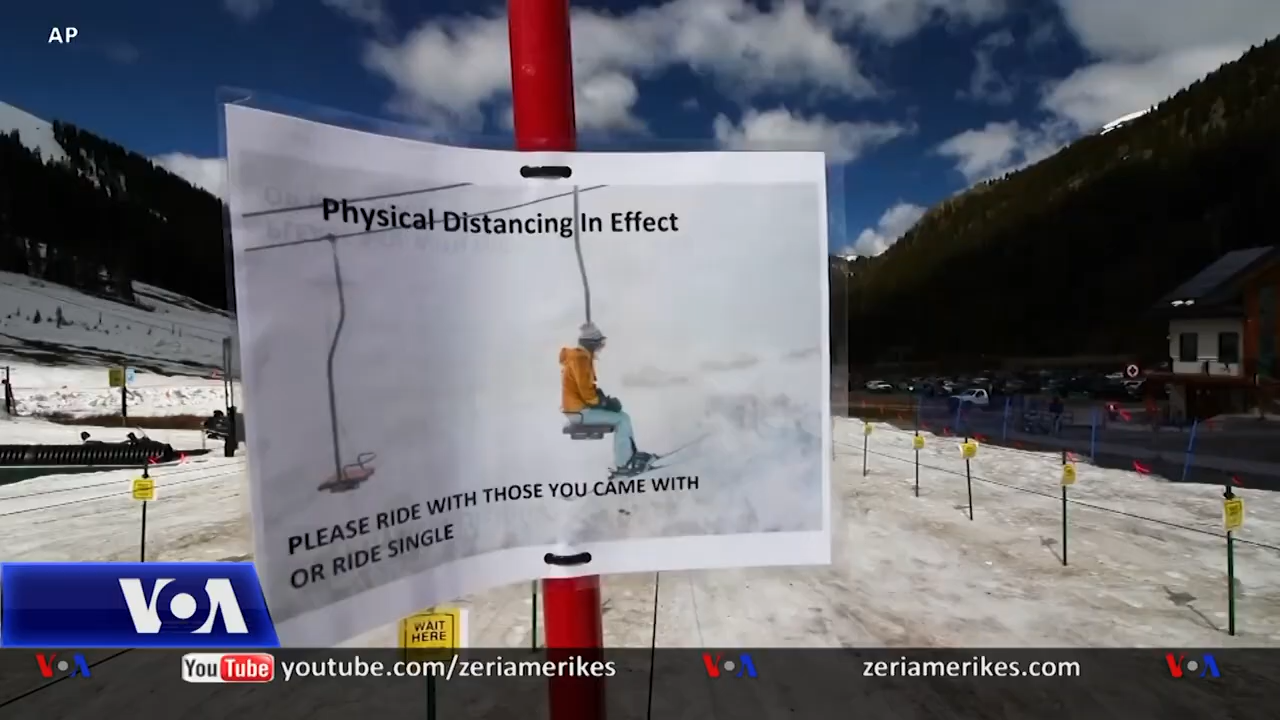 AP
Physical Distancing In Effect
PLEASE RIDE WITH THOSE YOU CAME WITH
OR RIDE SINGLE
WAIT
HERE
VOA
VOA
YouTube youtube.com/zeriamerikes
VOA
zeriamerikes.com
VOA